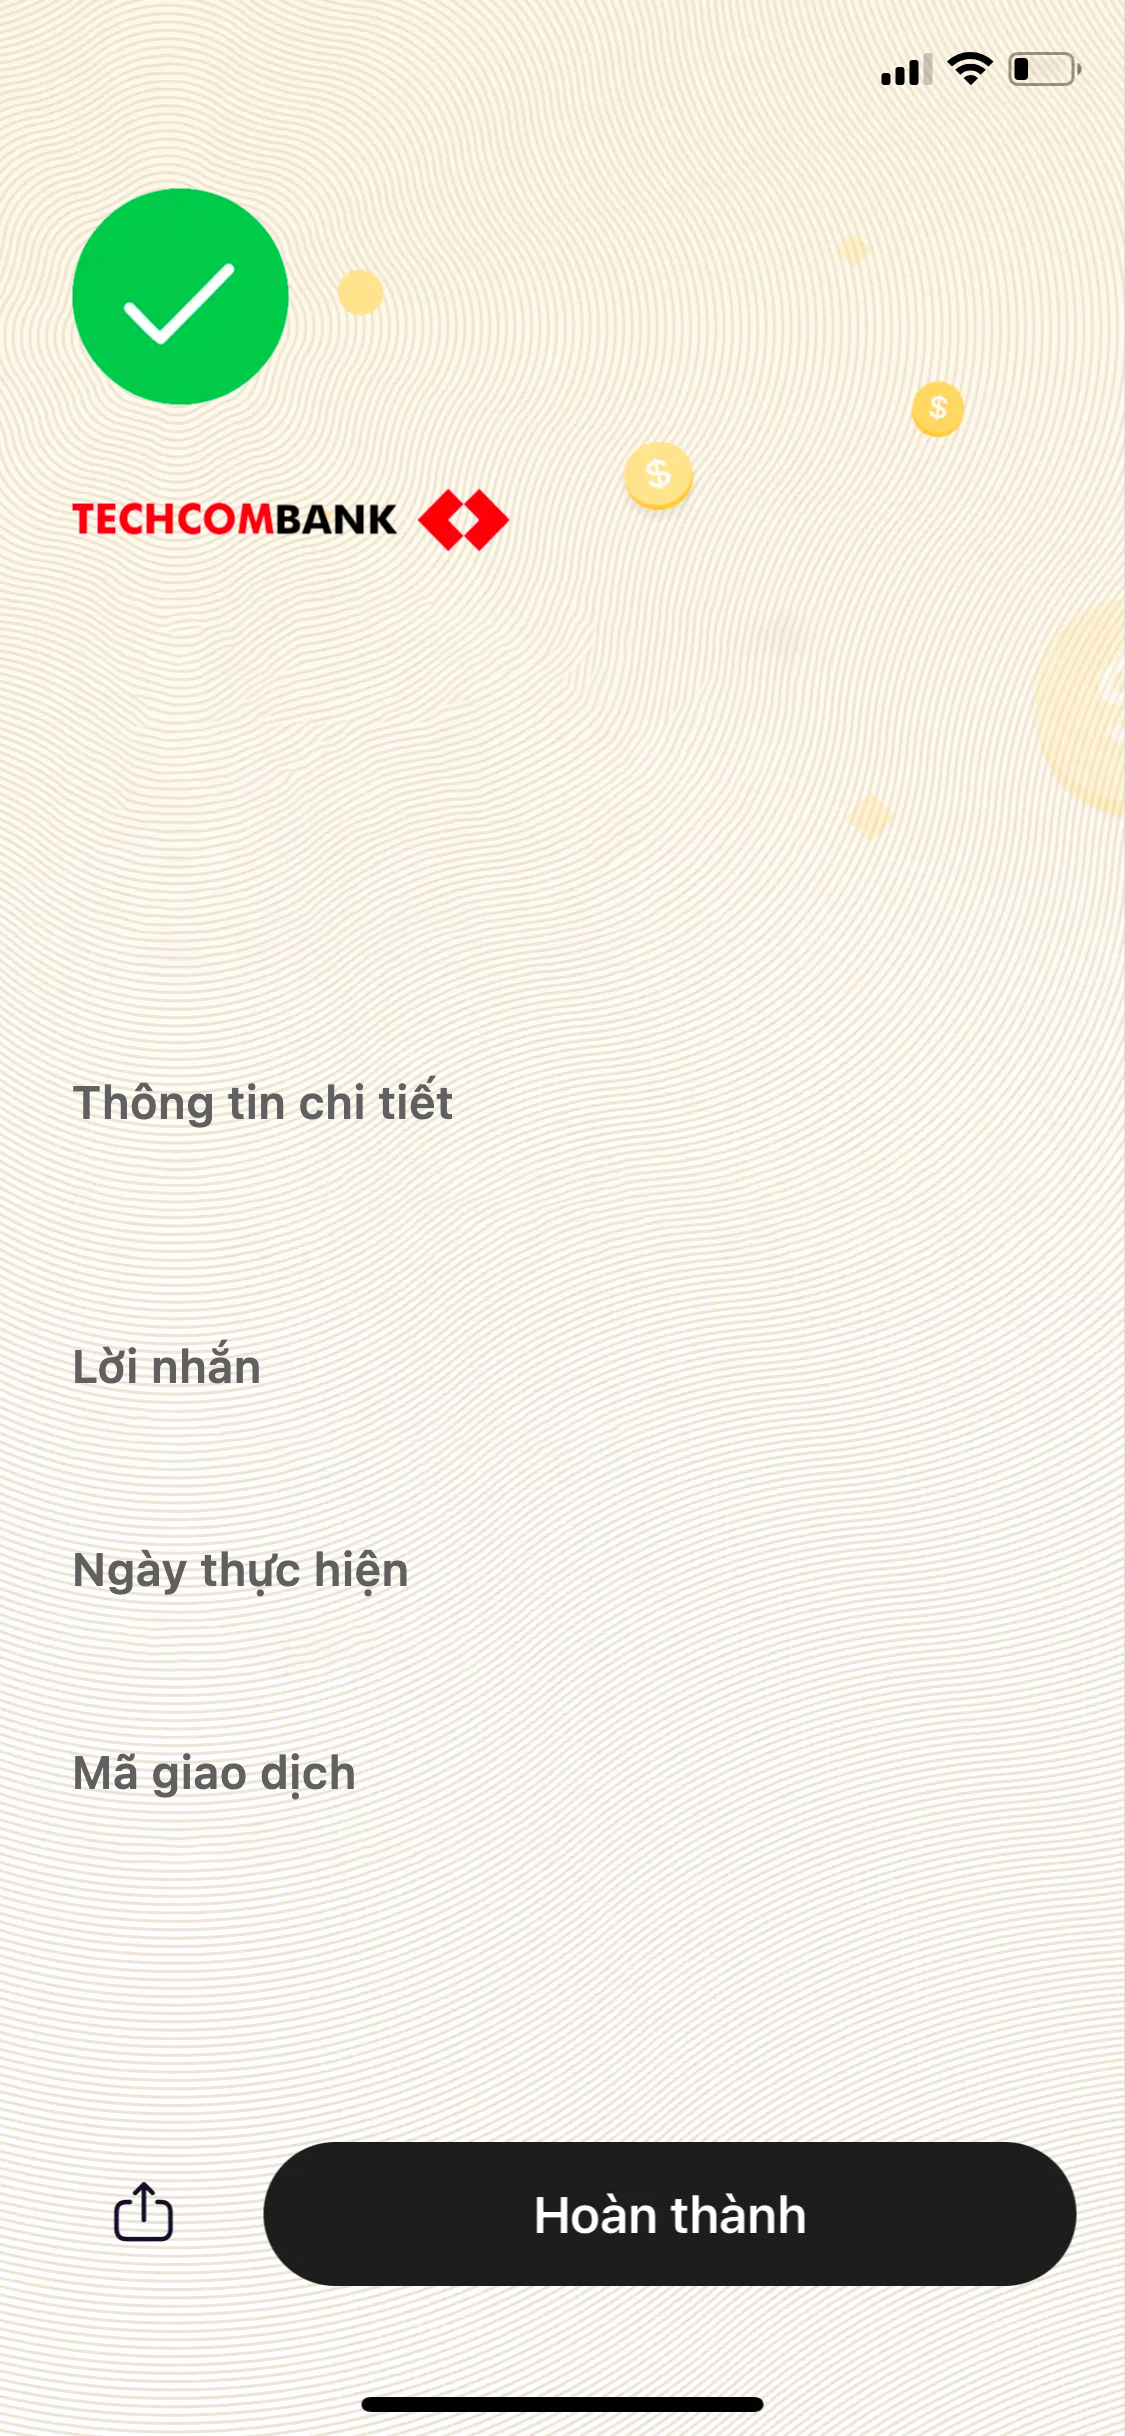 TECHCOMBANK
Thông tin chi tiết
Lời nhắn
Ngày thực hiện
Mã giao dịch
Hoàn thành